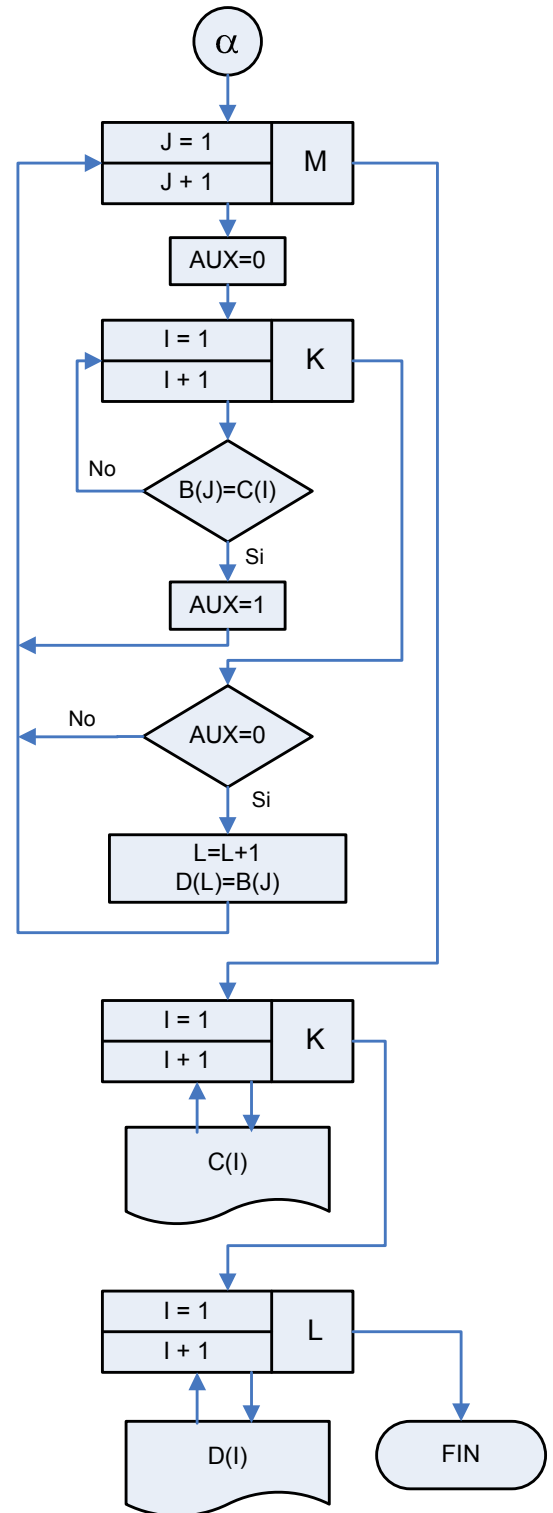 α
J = 1
M
J + 1
AUX=0
I = 1
K
I + 1
No
B(J)=C(I)
Si
AUX=1
No
AUX=0
Si
L=L+1
D(L)=B(J)
I = 1
K
I + 1
C(I)
I = 1
L
I + 1
D(I)
FIN